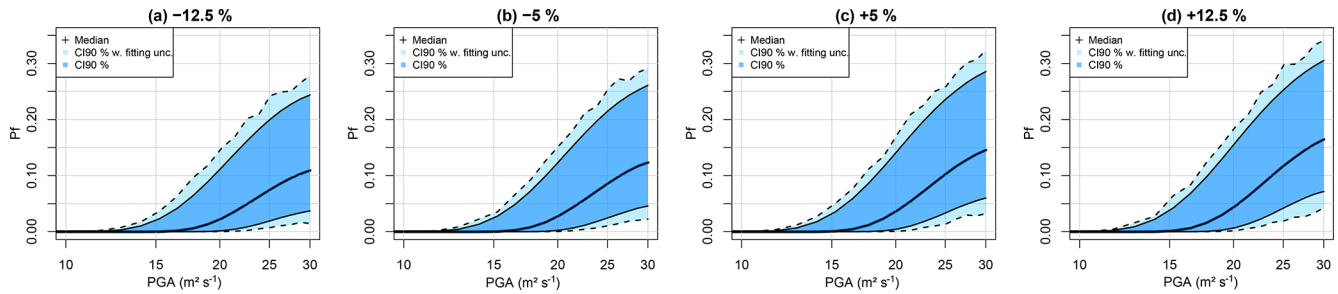 (a) −12.5 %
Median
CI90 % w. fitting unc.
CI90 %
Pf
0.00 0.10 0.20 0.30
10 15 20 25 30
PGA (m² s⁻¹)
(b) −5 %
Median
CI90 % w. fitting unc.
CI90 %
Pf
0.00 0.10 0.20 0.30
10 15 20 25 30
PGA (m² s⁻¹)
(c) +5 %
Median
CI90 % w. fitting unc.
CI90 %
Pf
0.00 0.10 0.20 0.30
10 15 20 25 30
PGA (m² s⁻¹)
(d) +12.5 %
Median
CI90 % w. fitting unc.
CI90 %
Pf
0.00 0.10 0.20 0.30
10 15 20 25 30
PGA (m² s⁻¹)